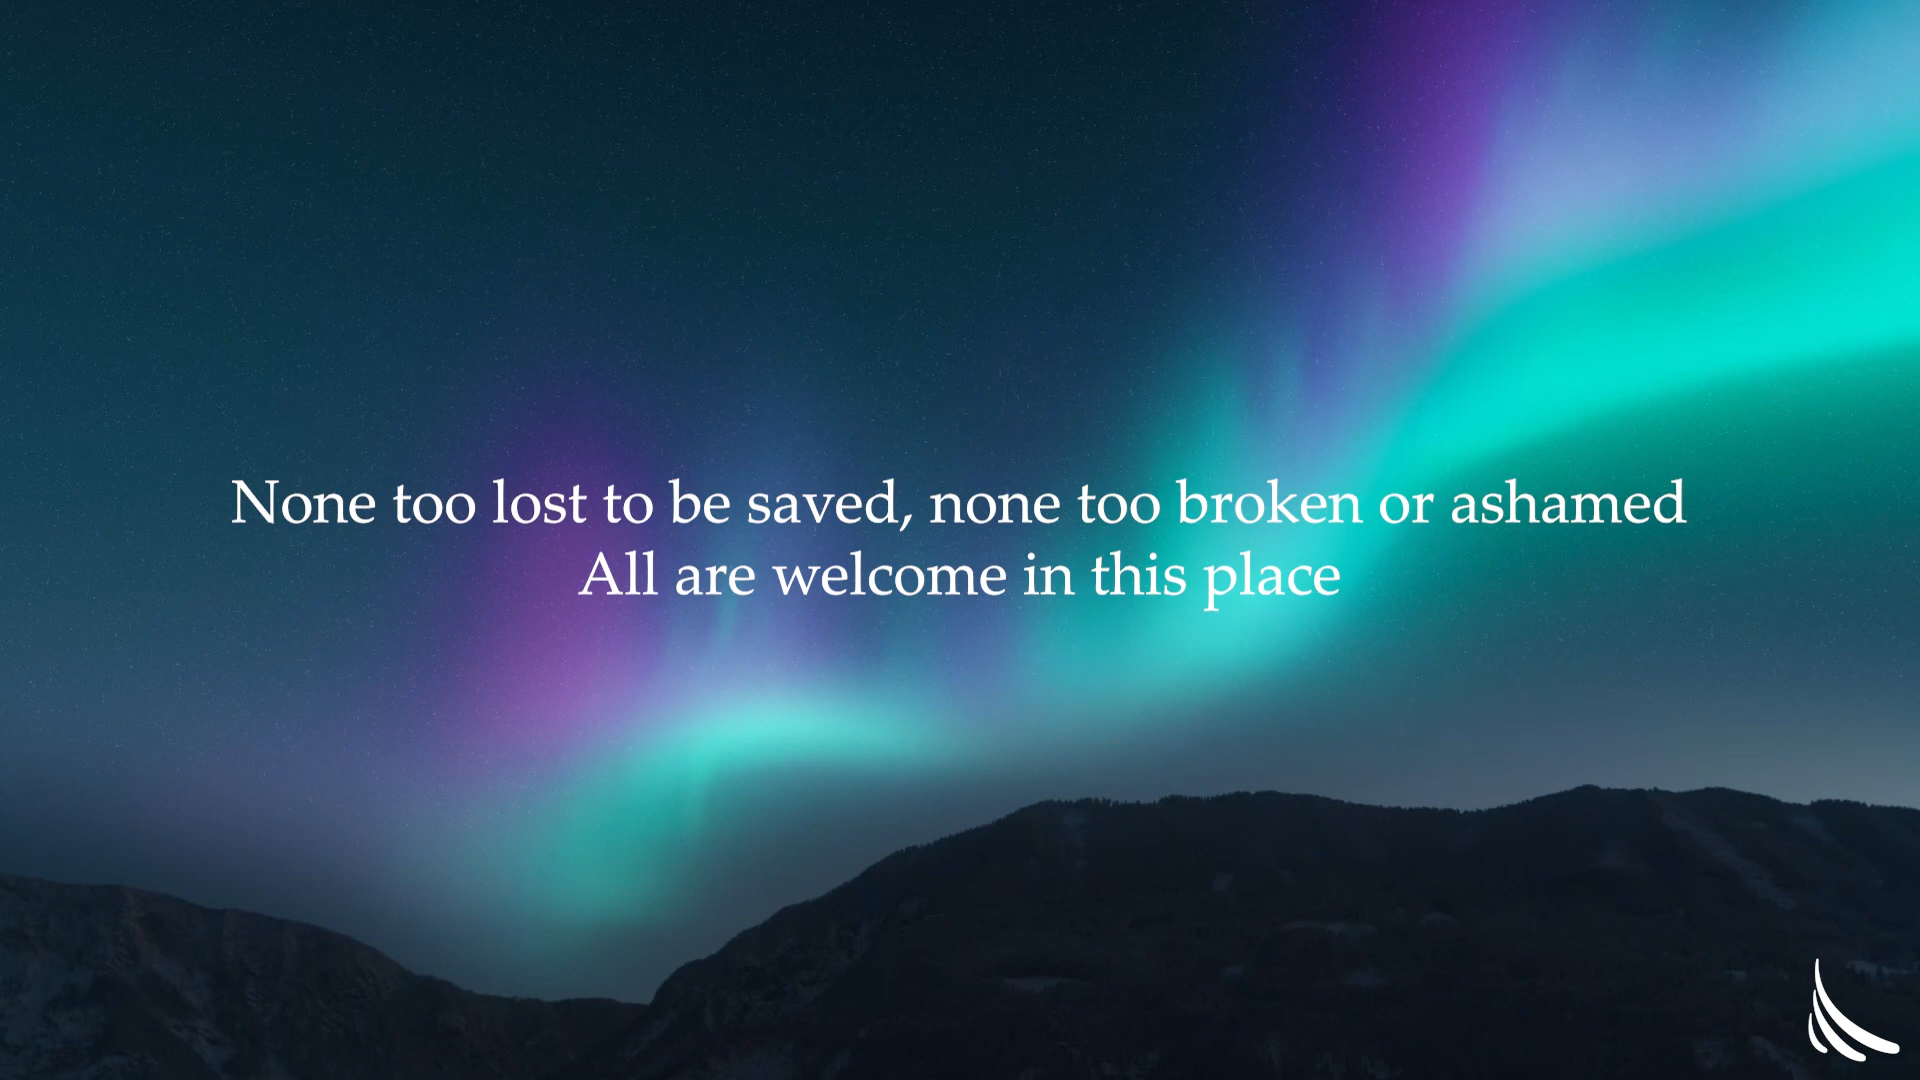 None too lost to be saved, none too broken or ashamed
All are welcome in this place